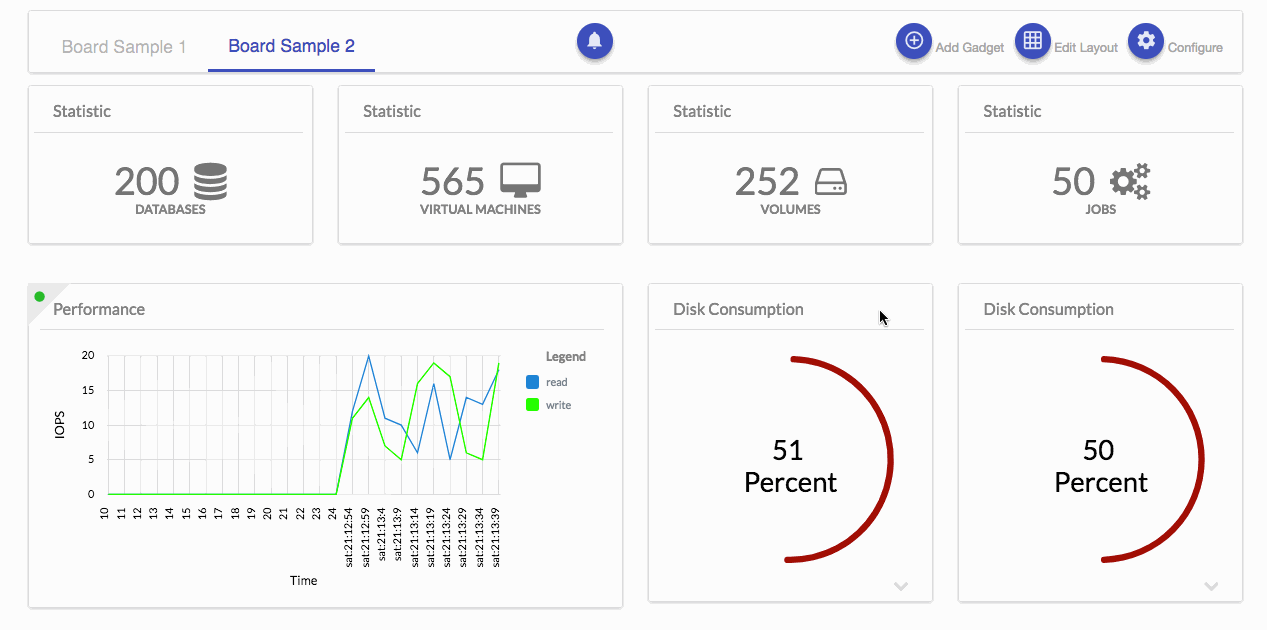 Board Sample 1
Board Sample 2
Add Gadget
Edit Layout
Configure
Statistic
200
DATABASES
Statistic
565
VIRTUAL MACHINES
Statistic
252
VOLUMES
Statistic
50
JOBS
Performance
IOPS
20
15
10
5
0
10
11
12
13
14
15
16
17
18
19
20
21
22
23
24
sat:21:12:54
sat:21:12:59
sat:21:13:4
sat:21:13:9
sat:21:13:14
sat:21:13:19
sat:21:13:24
sat:21:13:29
sat:21:13:34
sat:21:13:39
Time
Legend
read
write
Disk Consumption
51
Percent
Disk Consumption
50
Percent